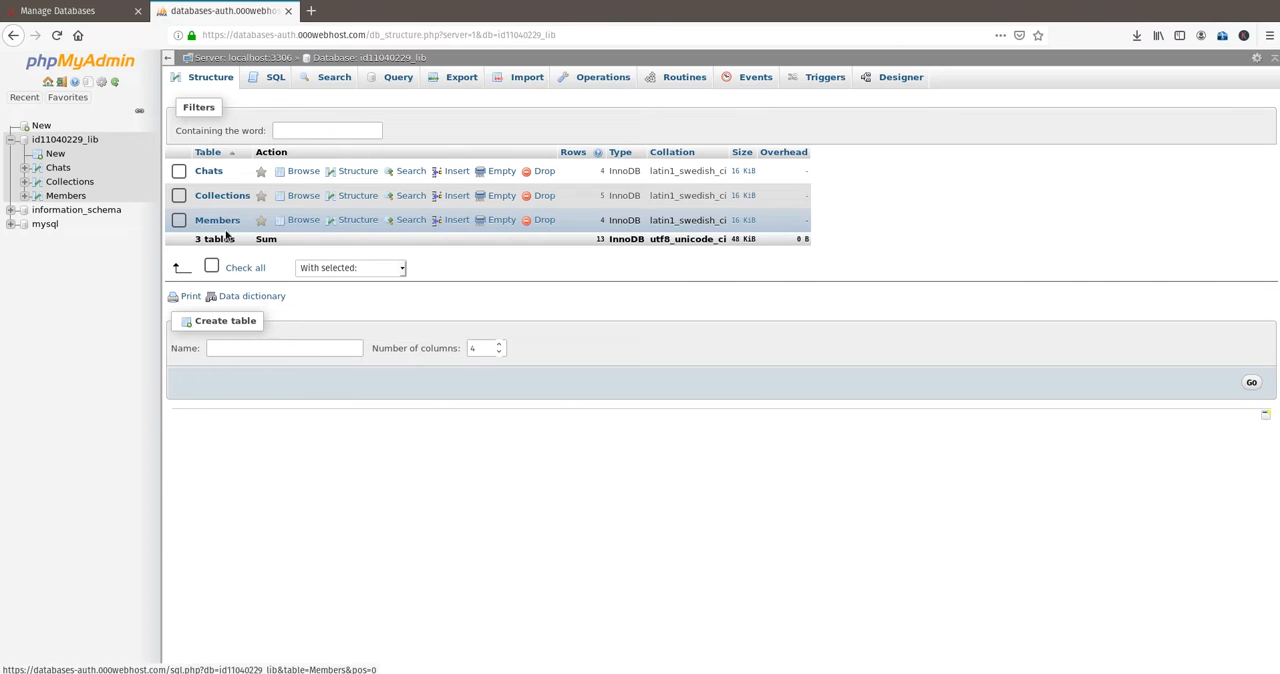 Manage Databases
databases-auth.000webhos
https://databases-auth.000webhost.com/db_structure.php?server=1&db=id11040229_lib
phpMyAdmin
Recent Favorites
New
id11040229_lib
New
Chats
Collections
Members
information_schema
mysql
Server: localhost:3306 » Database: id11040229_lib
Structure SQL Search Query Export Import Operations Routines Events Triggers Designer
Filters
Containing the word:
Table Action Rows Type Collation Size Overhead
Chats Browse Structure Search Insert Empty Drop 4 InnoDB latin1_swedish_ci 16 KiB -
Collections Browse Structure Search Insert Empty Drop 5 InnoDB latin1_swedish_ci 16 KiB -
Members Browse Structure Search Insert Empty Drop 4 InnoDB latin1_swedish_ci 16 KiB -
3 tables Sum 13 InnoDB utf8_unicode_ci 48 KiB 0 B
Check all With selected:
Print Data dictionary
Create table
Name: Number of columns: 4
Go
https://databases-auth.000webhost.com/sql.php?db=id11040229_lib&table=Members&pos=0